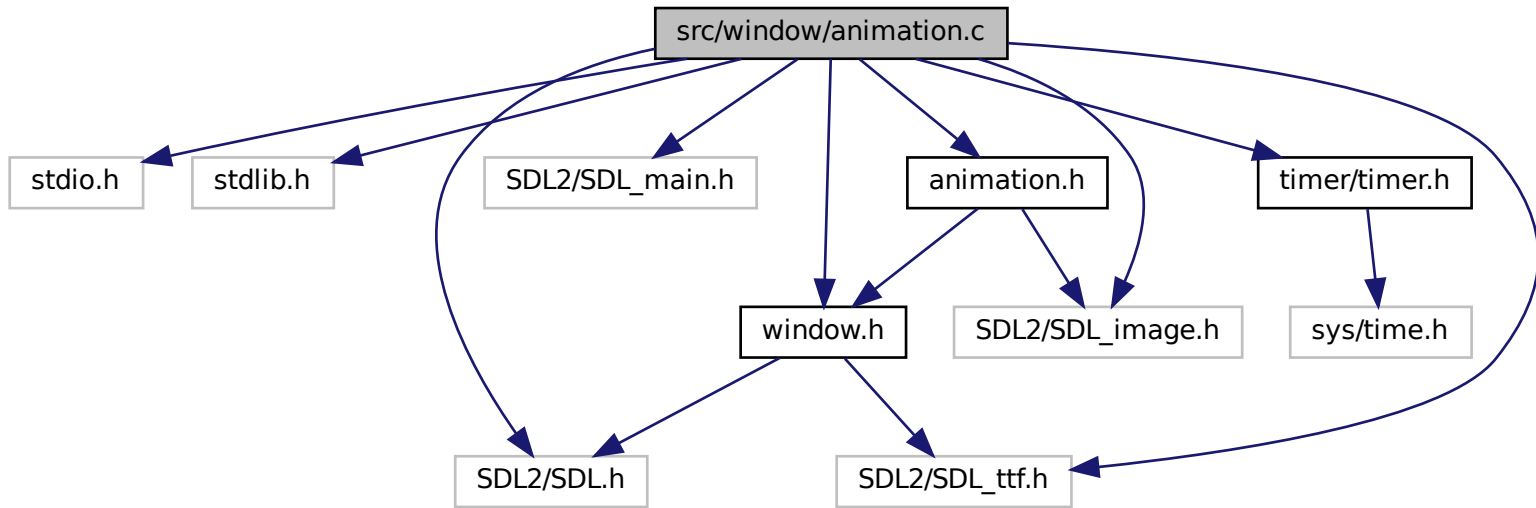 src/window/animation.c
stdio.h
stdlib.h
SDL2/SDL_main.h
animation.h
timer/timer.h
window.h
SDL2/SDL_image.h
sys/time.h
SDL2/SDL.h
SDL2/SDL_ttf.h